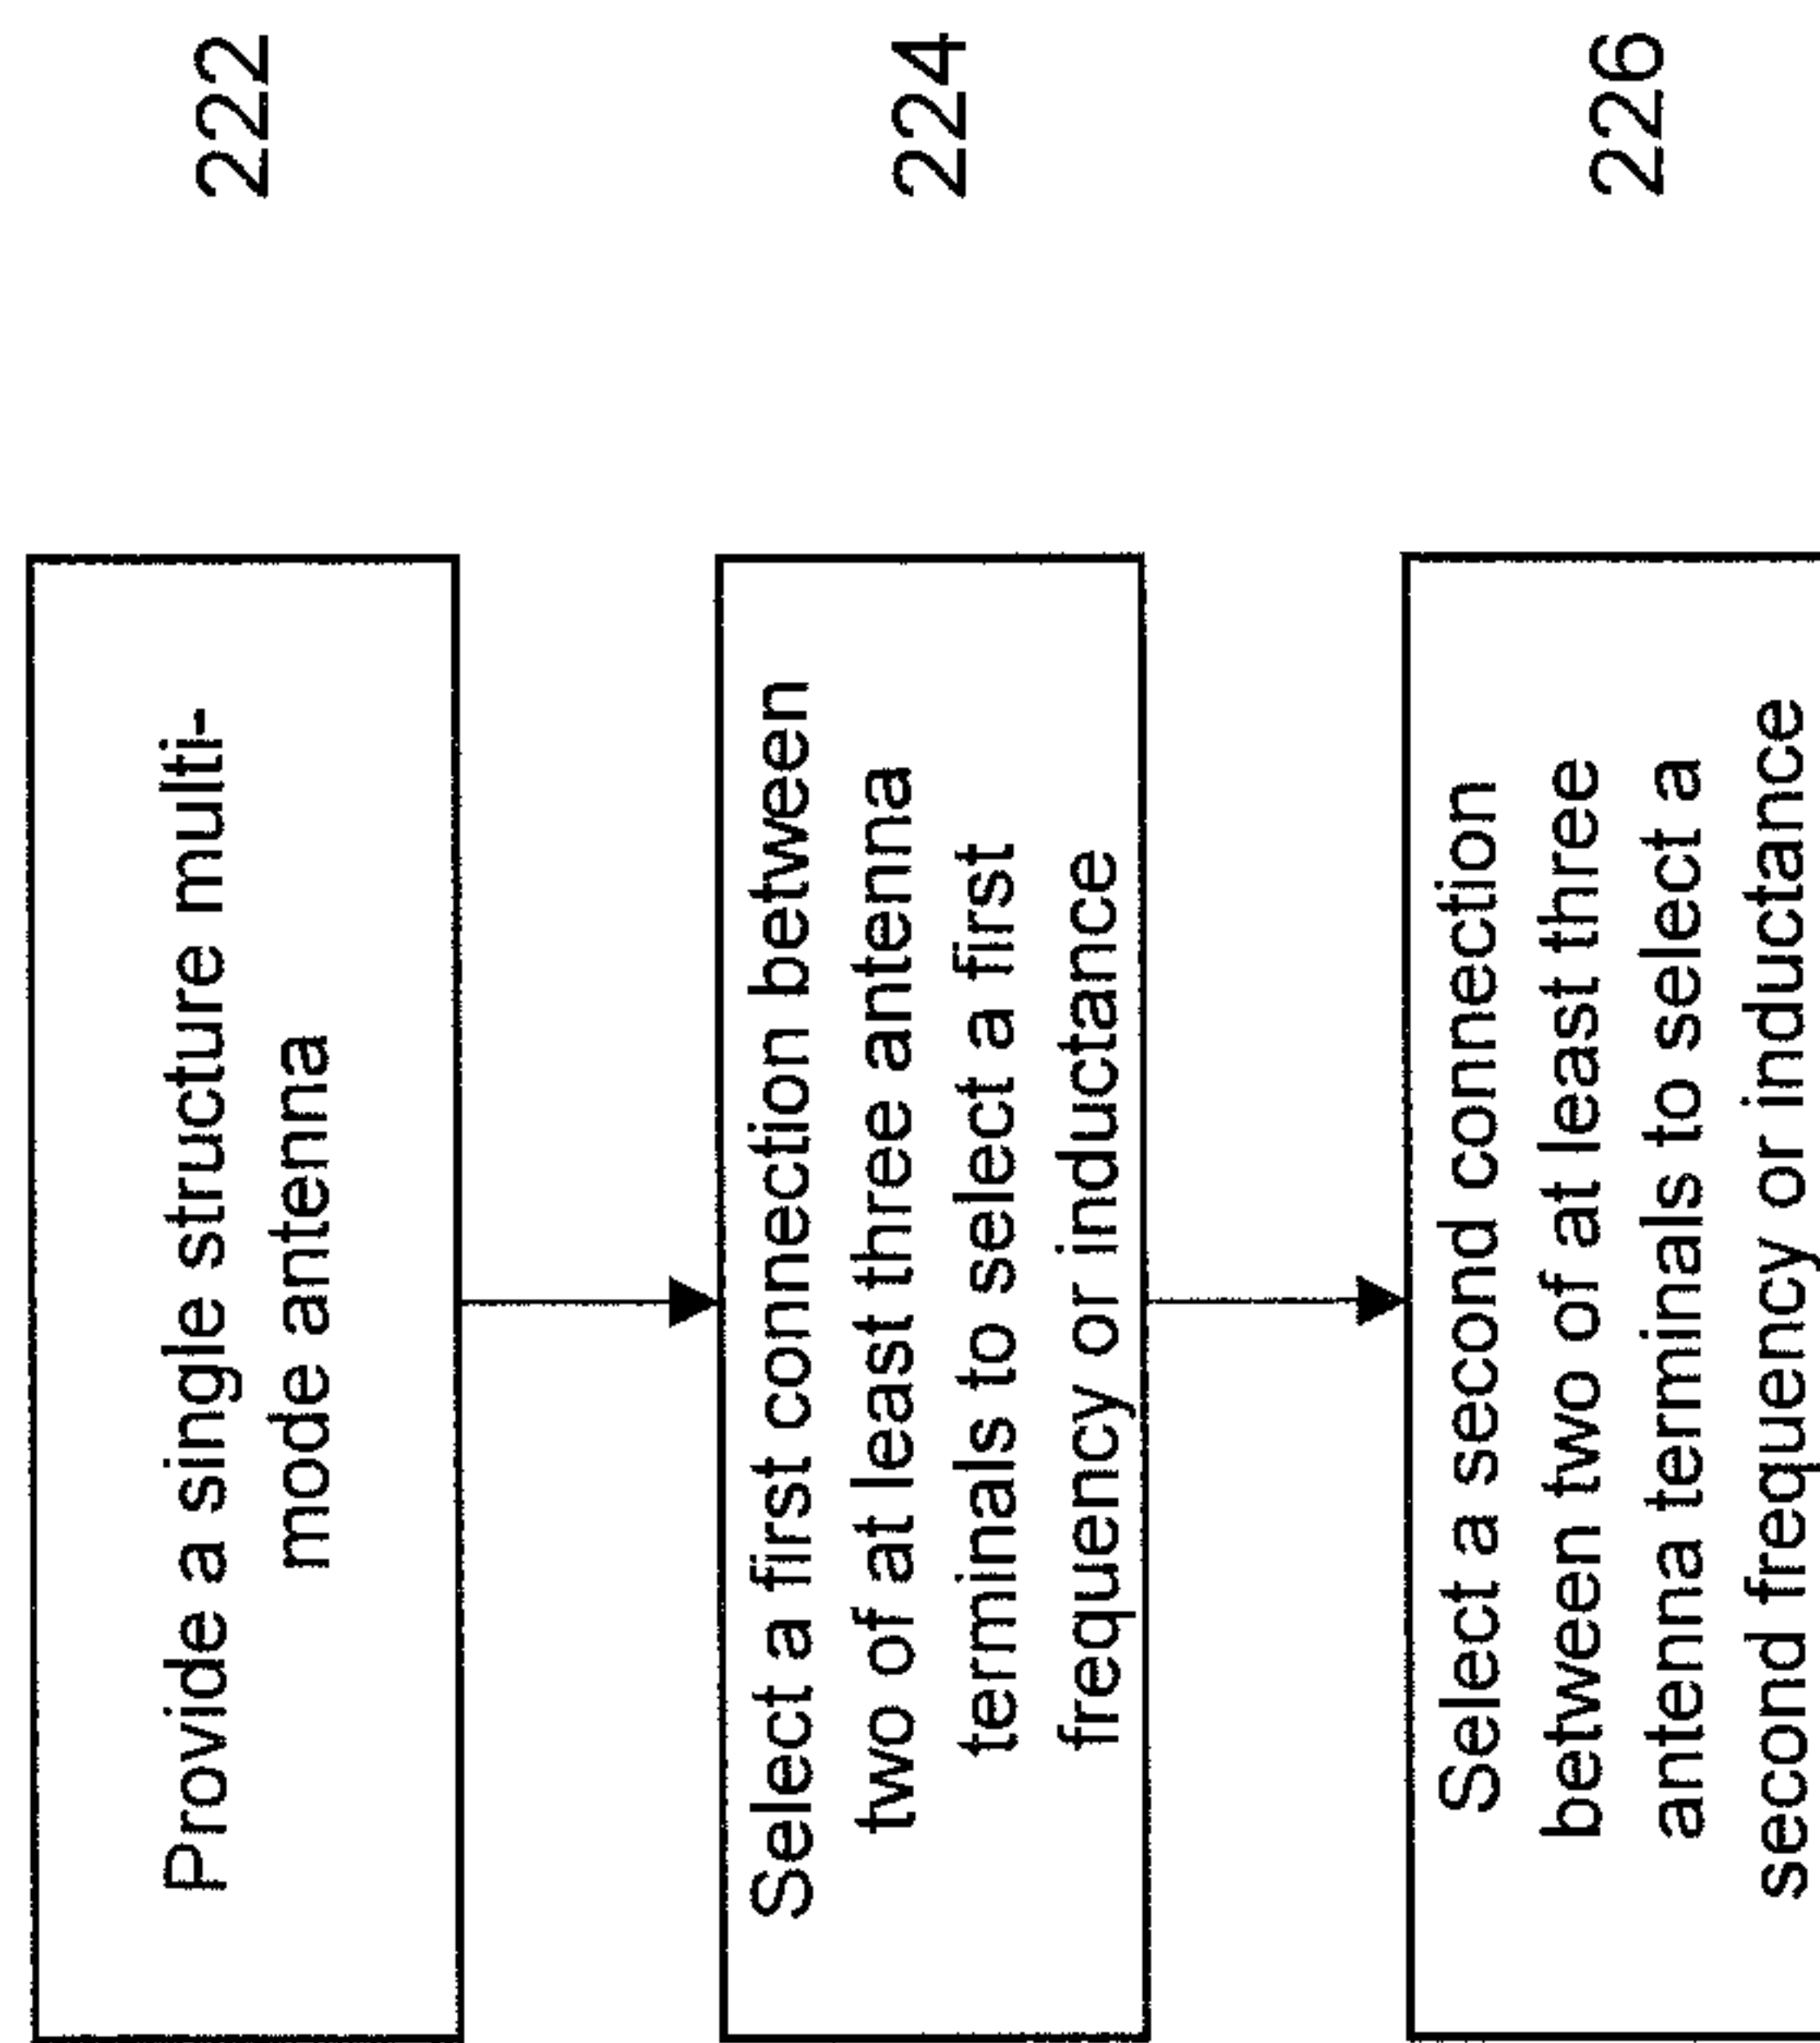 Provide a single structure multi-
mode antenna
222
Select a first connection between
two of at least three antenna
terminals to select a first
frequency or inductance
224
Select a second connection
between two of at least three
antenna terminals to select a
second frequency or inductance
226